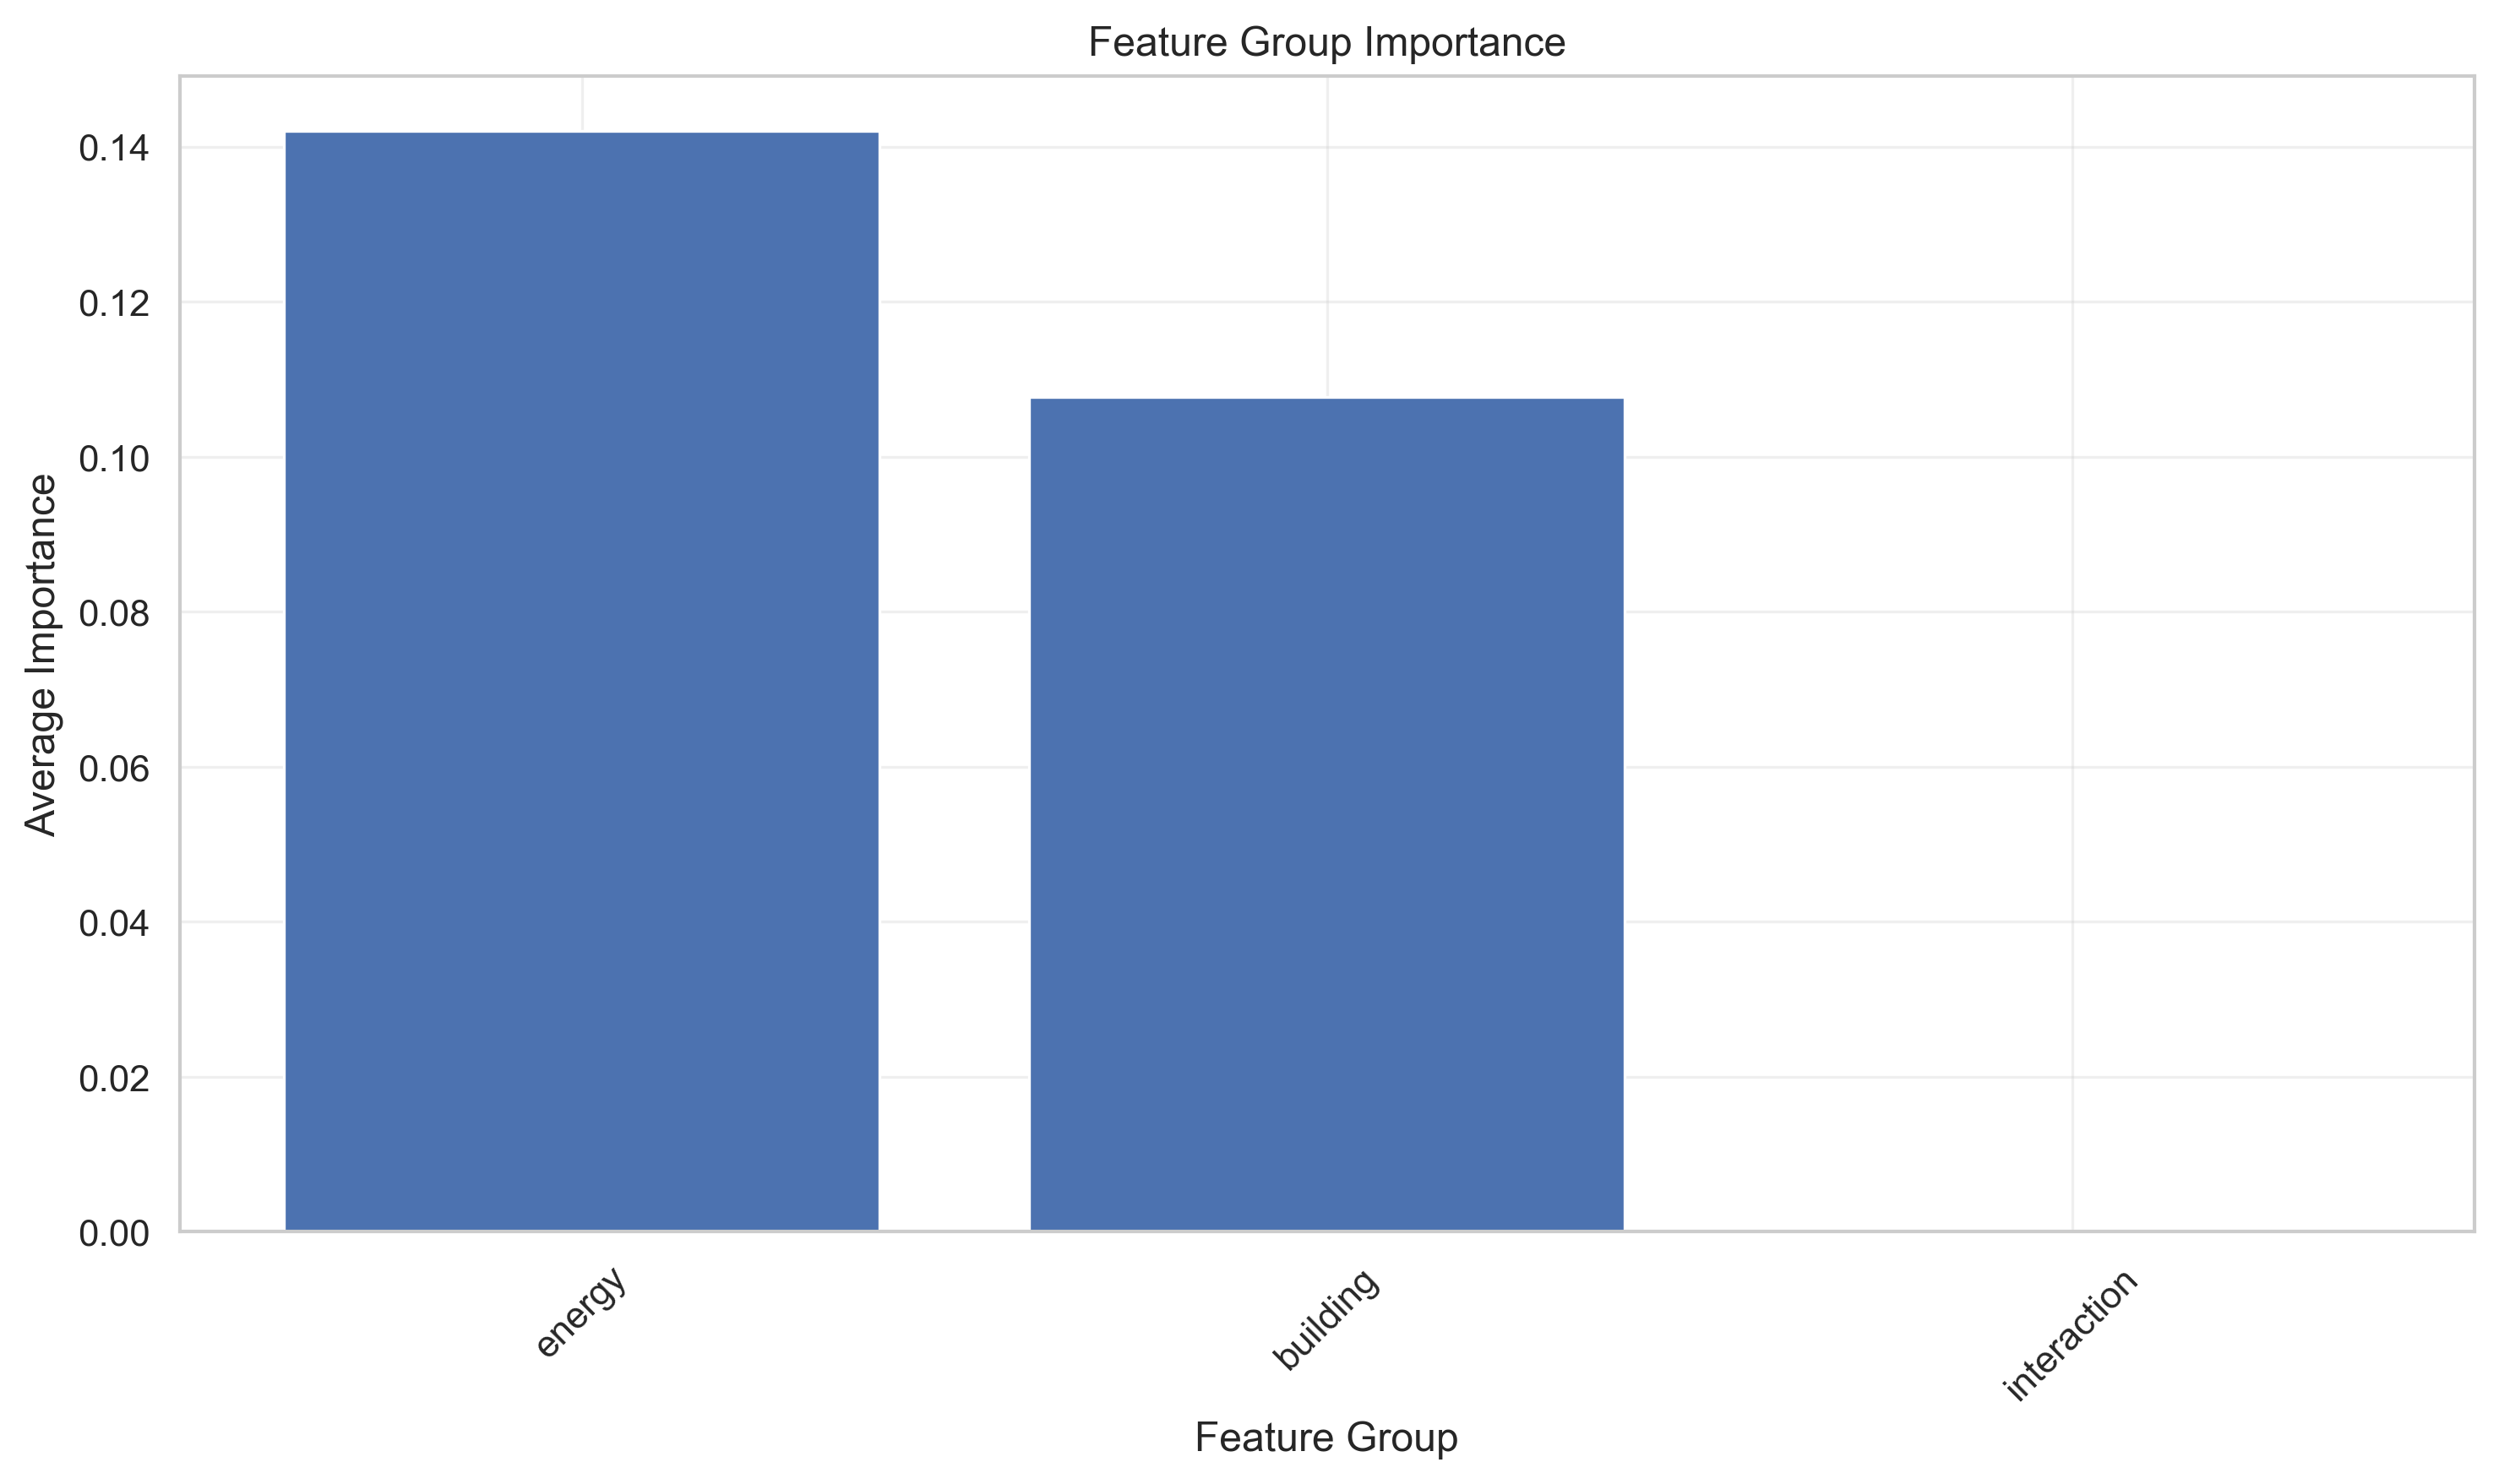 Feature Group Importance
Average Importance
0.14
0.12
0.10
0.08
0.06
0.04
0.02
0.00
energy
building
interaction
Feature Group